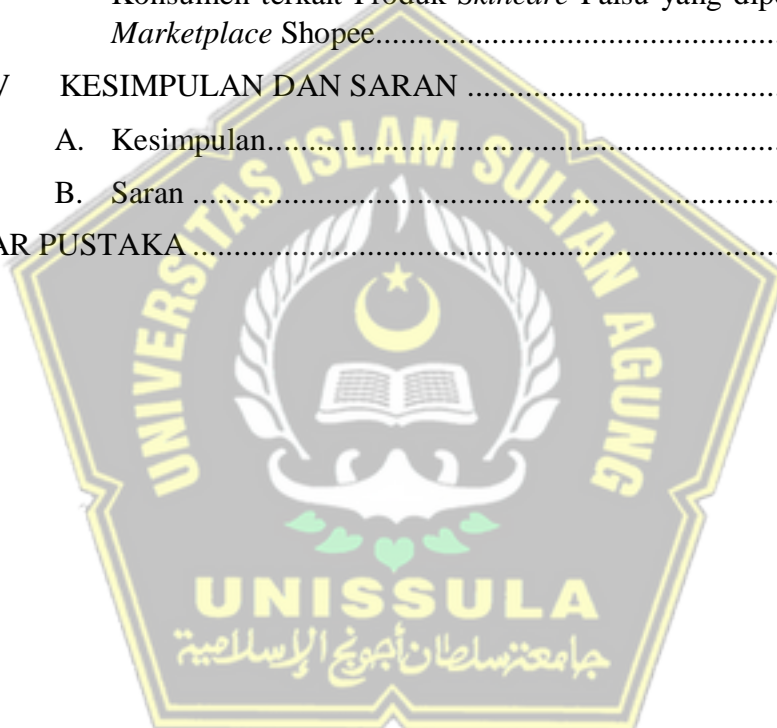 Konsumen terkait Produk Skincare Palsu yang
Marketplace Shopee........................................................
V KESIMPULAN DAN SARAN ............................................
A. Kesimpulan........................................................................
B. Saran ..................................................................................
AR PUSTAKA ..................................................................................
UNIVERSITAS ISLAM SULTAN AGUNG
UNISSULA
جامعة سلطان أجونج الإسلامية